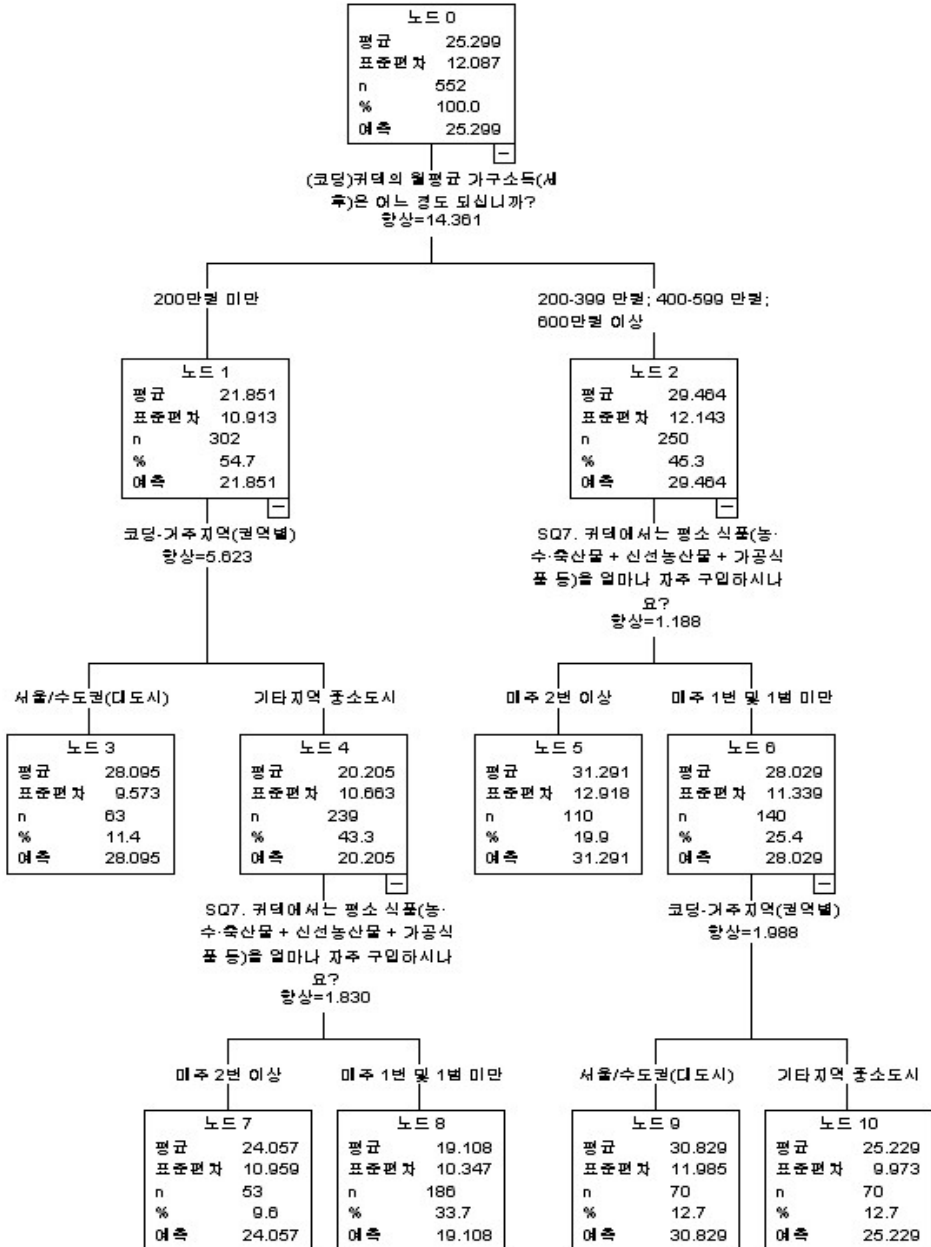 노드 0
평균 25.299
표준편차 12.087
n 552
% 100.0
예측 25.299
(코딩)귀댁의 월평균 가구소득(세
후)은 어느 정도 되십니까?
향상=14.361
200만원 미만
200-399 만원; 400-599 만원;
600만원 이상
노드 1
평균 21.851
표준편차 10.913
n 302
% 54.7
예측 21.851
노드 2
평균 29.464
표준편차 12.143
n 250
% 45.3
예측 29.464
코딩-거주지역(권역별)
향상=5.623
SQ7. 귀댁에서는 평소 식품(농·
수·축산물 + 신선농산물 + 가공식
품 등)을 얼마나 자주 구입하시나
요?
향상=1.188
서울/수도권(대도시)
기타지역 중소도시
매주 2번 이상
매주 1번 및 1범 미만
노드 3
평균 28.095
표준편차 9.573
n 63
% 11.4
예측 28.095
노드 4
평균 20.205
표준편차 10.663
n 239
% 43.3
예측 20.205
노드 5
평균 31.291
표준편차 12.918
n 110
% 19.9
예측 31.291
노드 6
평균 28.029
표준편차 11.339
n 140
% 25.4
예측 28.029
SQ7. 귀댁에서는 평소 식품(농·
수·축산물 + 신선농산물 + 가공식
품 등)을 얼마나 자주 구입하시나
요?
향상=1.830
코딩-거주지역(권역별)
향상=1.988
매주 2번 이상
매주 1번 및 1범 미만
서울/수도권(대도시)
기타지역 중소도시
노드 7
평균 24.057
표준편차 10.959
n 53
% 9.6
예측 24.057
노드 8
평균 19.108
표준편차 10.347
n 186
% 33.7
예측 19.108
노드 9
평균 30.829
표준편차 11.985
n 70
% 12.7
예측 30.829
노드 10
평균 25.229
표준편차 9.973
n 70
% 12.7
예측 25.229